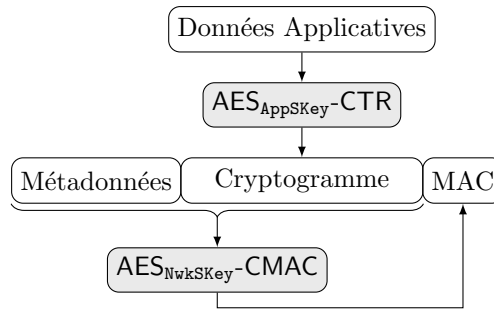 Données Applicatives
AES_AppSKey-CTR
Métadonnées Cryptogramme MAC
AES_NwkSKey-CMAC